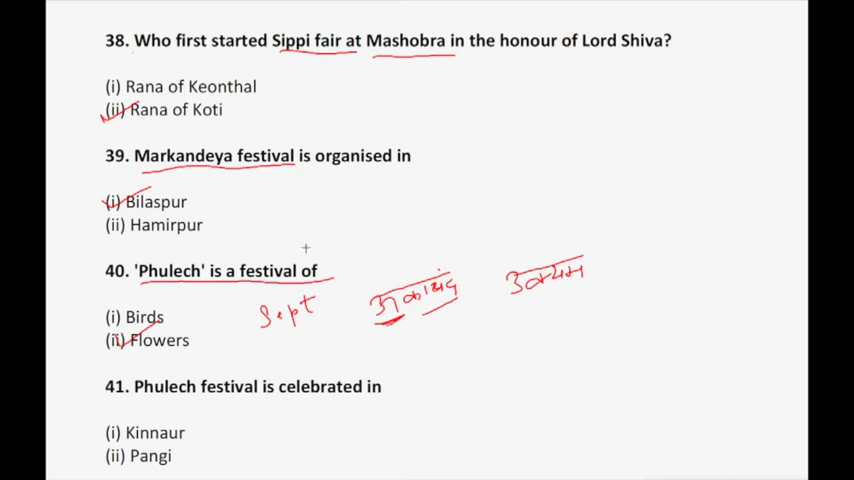 38. Who first started Sippi fair at Mashobra in the honour of Lord Shiva?
(i) Rana of Keonthal
(ii) Rana of Koti
39. Markandeya festival is organised in
(i) Bilaspur
(ii) Hamirpur
40. 'Phulech' is a festival of
(i) Birds
Sept
(ii) Flowers
41. Phulech festival is celebrated in
(i) Kinnaur
(ii) Pangi